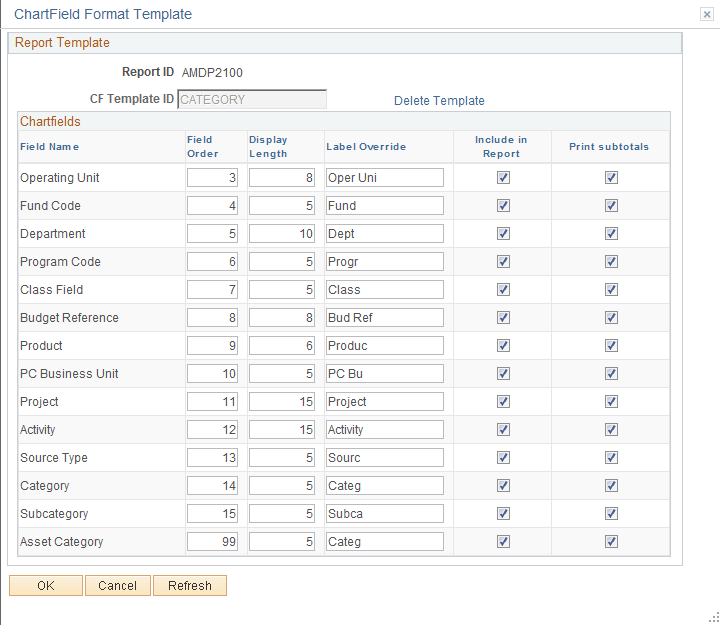 ChartField Format Template
Report Template
Report ID AMDP2100
CF Template ID CATEGORY Delete Template
Chartfields
Field Name Field Order Display Length Label Override Include in Report Print subtotals
Operating Unit 3 8 Oper Uni
Fund Code 4 5 Fund
Department 5 10 Dept
Program Code 6 5 Progr
Class Field 7 5 Class
Budget Reference 8 8 Bud Ref
Product 9 6 Produc
PC Business Unit 10 5 PC Bu
Project 11 15 Project
Activity 12 15 Activity
Source Type 13 5 Sourc
Category 14 5 Categ
Subcategory 15 5 Subca
Asset Category 99 5 Categ
OK Cancel Refresh